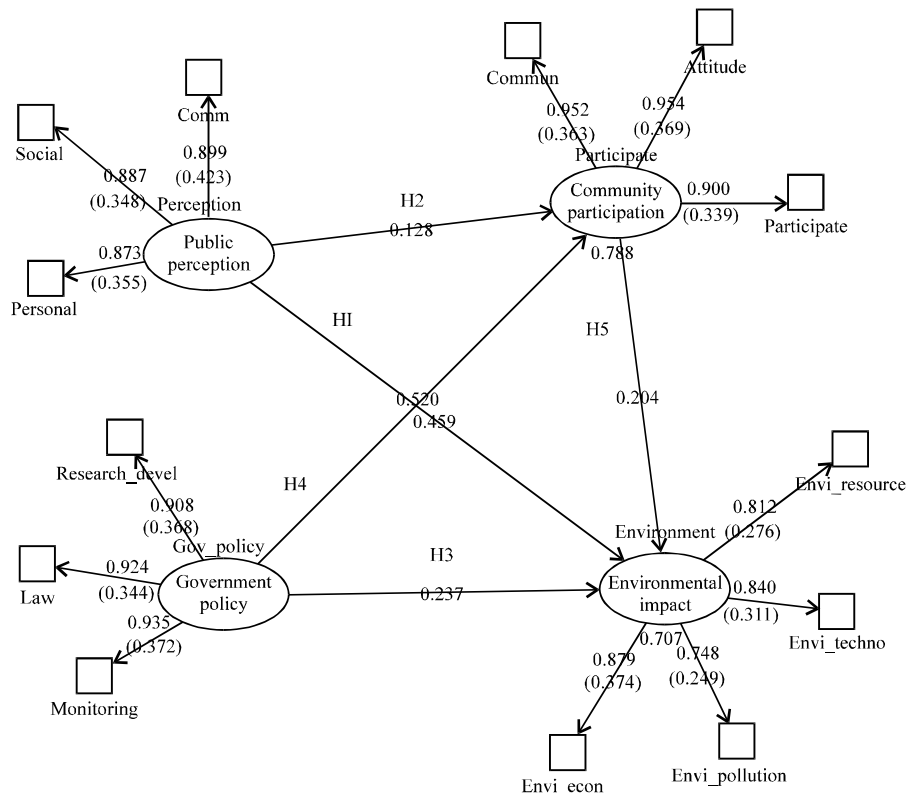 Commun
Attitude
0.952
(0.363)
0.954
(0.369)
Participate
Community
participation
0.900
(0.339)
Participate
0.788
Comm
0.899
(0.423)
Social
0.887
(0.348)
Perception
Public
perception
0.873
(0.355)
Personal
H2
0.128
HI
H5
0.520
0.459
0.204
H4
Research_devel
0.908
(0.368)
Gov_policy
Government
policy
0.924
(0.344)
Law
0.935
(0.372)
Monitoring
H3
0.237
Environment
Environmental
impact
0.707
0.812
(0.276)
Envi_resource
0.840
(0.311)
Envi_techno
0.879
(0.374)
Envi_econ
0.748
(0.249)
Envi_pollution